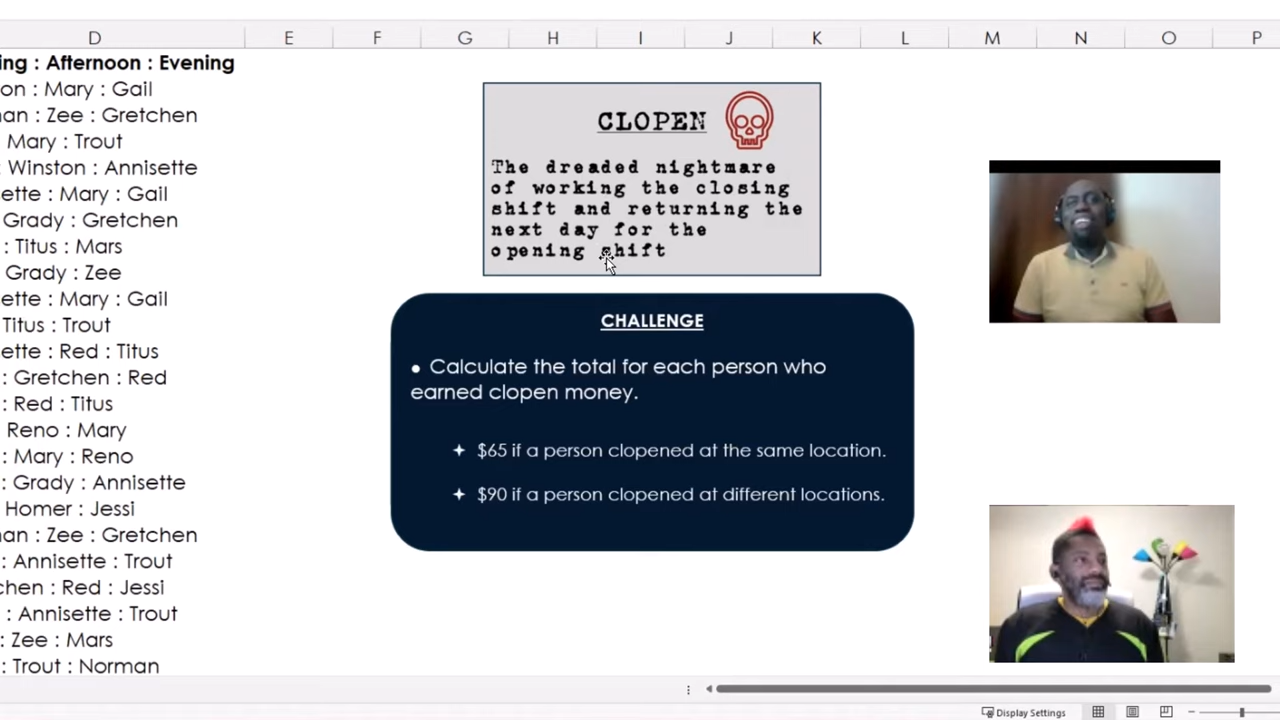 D E F G H I J K L M N O P
ing : Afternoon : Evening
on : Mary : Gail
an : Zee : Gretchen
Mary : Trout
: Winston : Annisette
ette : Mary : Gail
Grady : Gretchen
: Titus : Mars
Grady : Zee
ette : Mary : Gail
Titus : Trout
ette : Red : Titus
: Gretchen : Red
: Red : Titus
Reno : Mary
: Mary : Reno
: Grady : Annisette
Homer : Jessi
an : Zee : Gretchen
: Annisette : Trout
chen : Red : Jessi
: Annisette : Trout
: Zee : Mars
: Trout : Norman
CLOPEN
The dreaded nightmare
of working the closing
shift and returning the
next day for the
opening shift
CHALLENGE
• Calculate the total for each person who
earned clopen money.
$65 if a person clopened at the same location.
$90 if a person clopened at different locations.
Display Settings